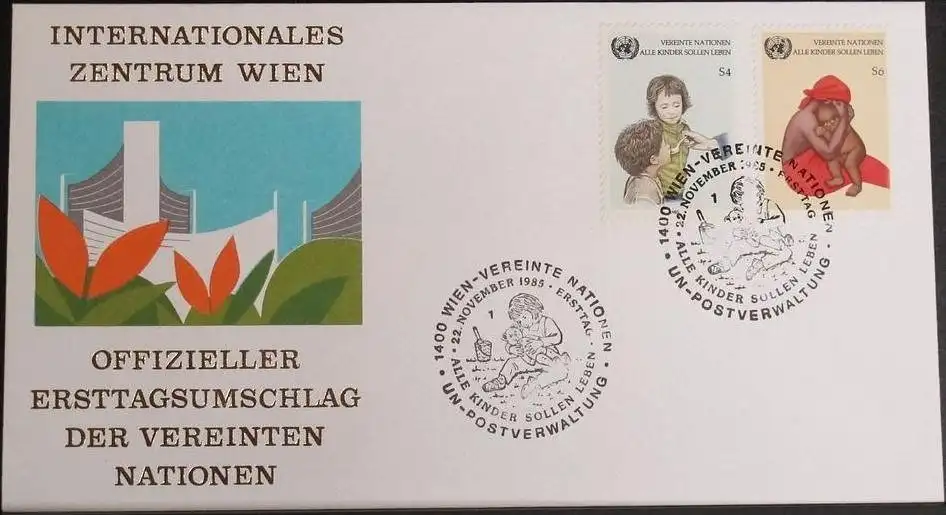 INTERNATIONALES
ZENTRUM WIEN
OFFIZIELLER
ERSTTAGSUMSCHLAG
DER VEREINTEN
NATIONEN
VEREINTE NATIONEN
ALLE KINDER SOLLEN LEBEN
S4
VEREINTE NATIONEN
ALLE KINDER SOLLEN LEBEN
S6
· 1400 WIEN-VEREINTE NATIONEN ·
· 22. NOVEMBER 1985 · ERSTTAG ·
1
ALLE KINDER SOLLEN LEBEN
UN-POSTVERWALTUNG
· 1400 WIEN-VEREINTE NATIONEN ·
· 22. NOVEMBER 1985 · ERSTTAG ·
1
ALLE KINDER SOLLEN LEBEN
UN-POSTVERWALTUNG